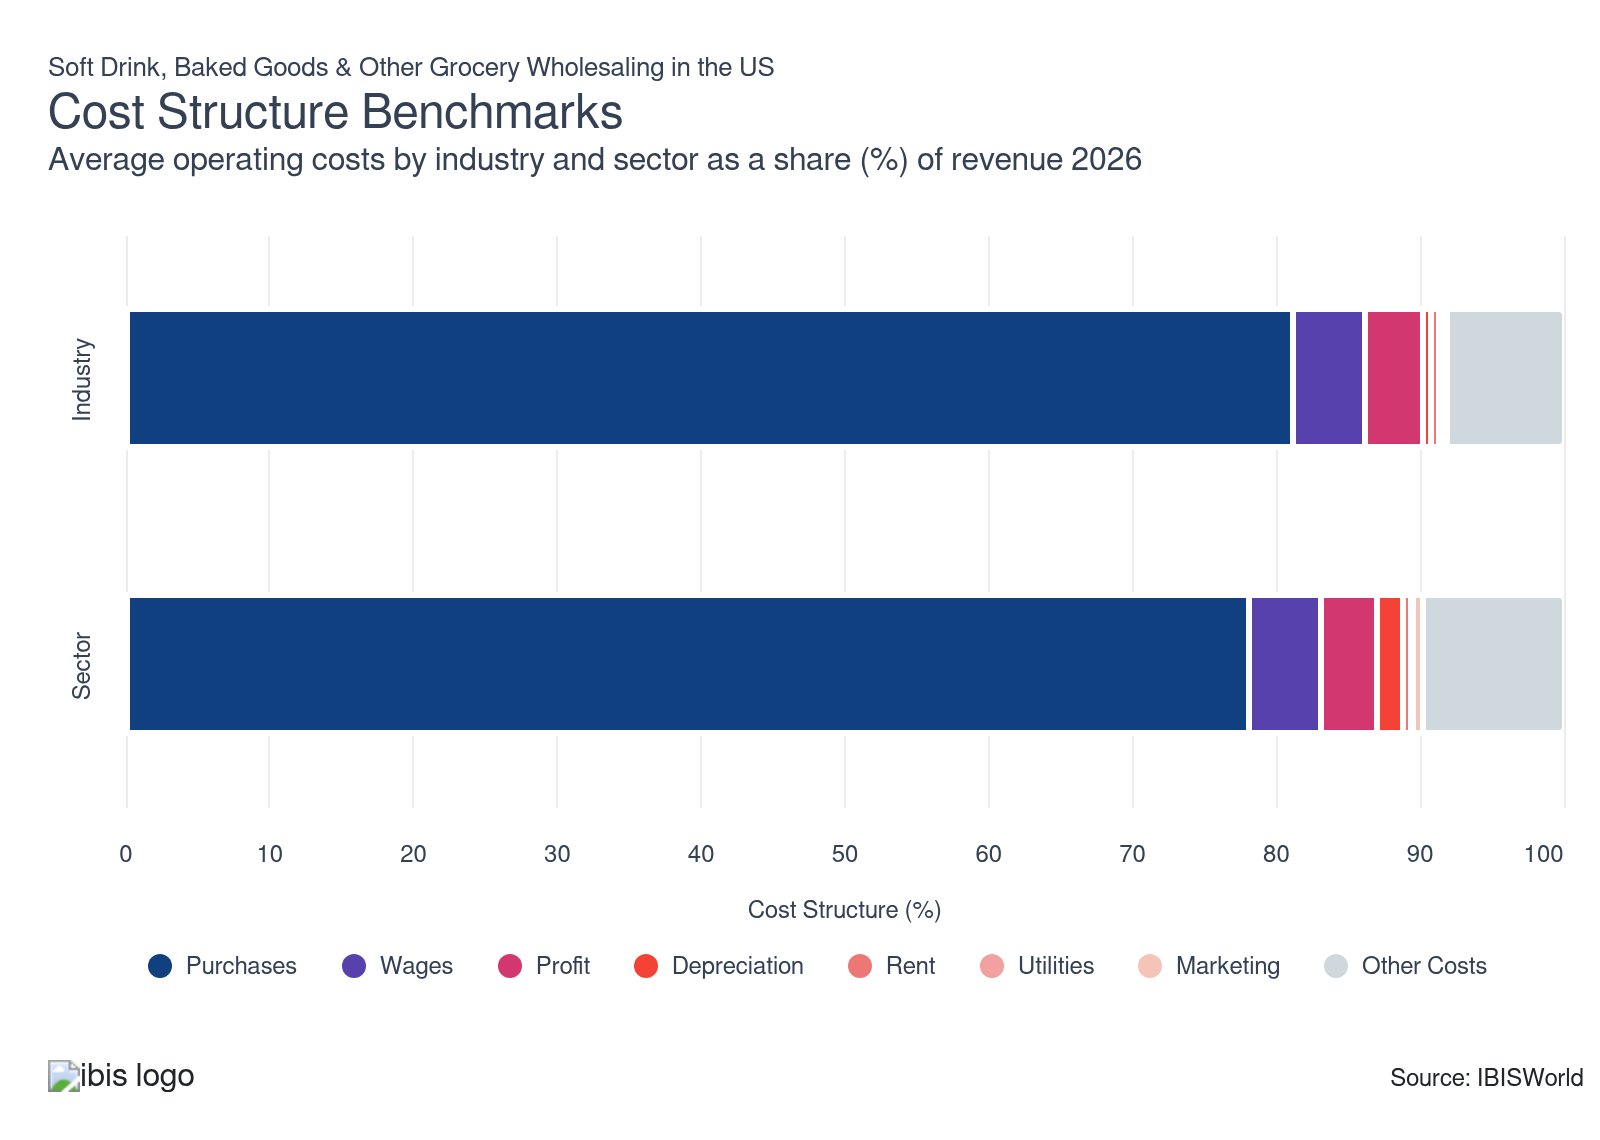 Soft Drink, Baked Goods & Other Grocery Wholesaling in the US
Cost Structure Benchmarks
Average operating costs by industry and sector as a share (%) of revenue 2026
Industry
Sector
0 10 20 30 40 50 60 70 80 90 100
Cost Structure (%)
Purchases Wages Profit Depreciation Rent Utilities Marketing Other Costs
ibis logo
Source: IBISWorld